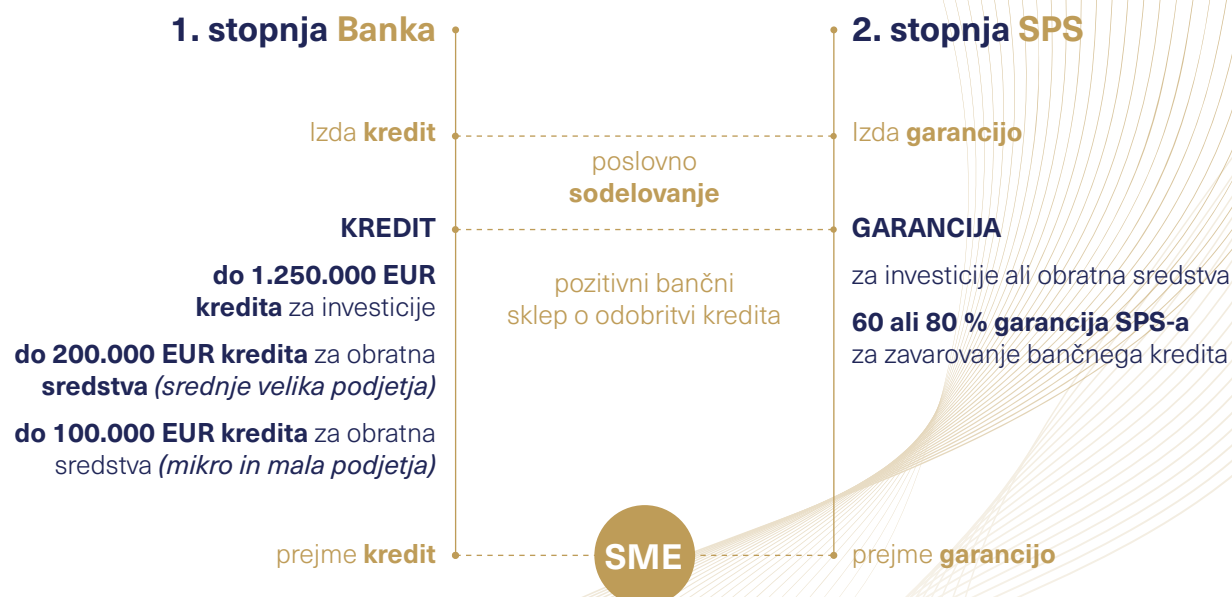 1. stopnja Banka
Izda kredit
KREDIT
do 1.250.000 EUR
kredita za investicije
do 200.000 EUR kredita za obratna
sredstva (srednje velika podjetja)
do 100.000 EUR kredita za obratna
sredstva (mikro in mala podjetja)
prejme kredit
poslovno
sodelovanje
pozitivni bančni
sklep o odobritvi kredita
SME
2. stopnja SPS
Izda garancijo
GARANCIJA
za investicije ali obratna sredstva
60 ali 80 % garancija SPS-a
za zavarovanje bančnega kredita
prejme garancijo